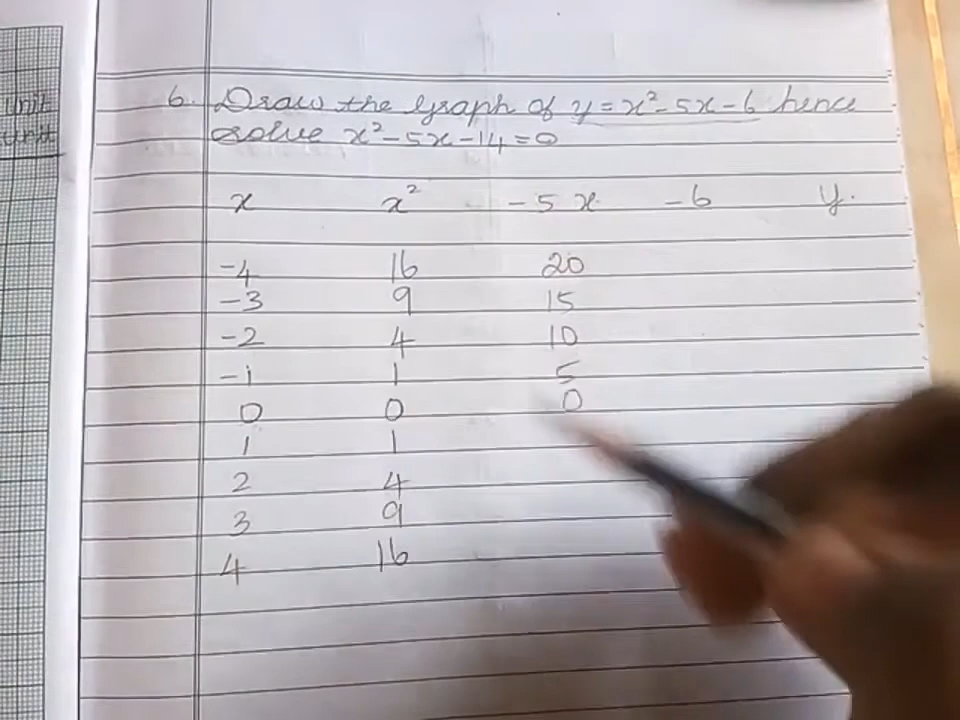 unit
unit
6. Draw the graph of y = x² - 5x - 6 hence
solve x² - 5x - 14 = 0
x x² - 5x - 6 y.
-4 16 20
-3 9 15
-2 4 10
-1 1 5
0 0 0
1 1
2 4
3 9
4 16